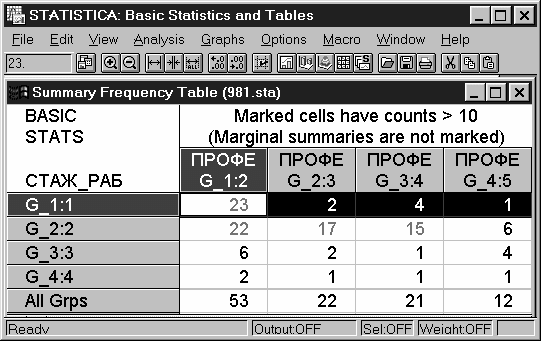 STATISTICA: Basic Statistics and Tables
File Edit View Analysis Graphs Options Macro Window Help
23.
Summary Frequency Table (981.sta)
BASIC Marked cells have counts > 10
STATS (Marginal summaries are not marked)
ПРОФЕ ПРОФЕ ПРОФЕ ПРОФЕ
СТАЖ_РАБ G_1:2 G_2:3 G_3:4 G_4:5
G_1:1 23 2 4 1
G_2:2 22 17 15 6
G_3:3 6 2 1 4
G_4:4 2 1 1 1
All Grps 53 22 21 12
Ready Output:OFF Sel:OFF Weight:OFF